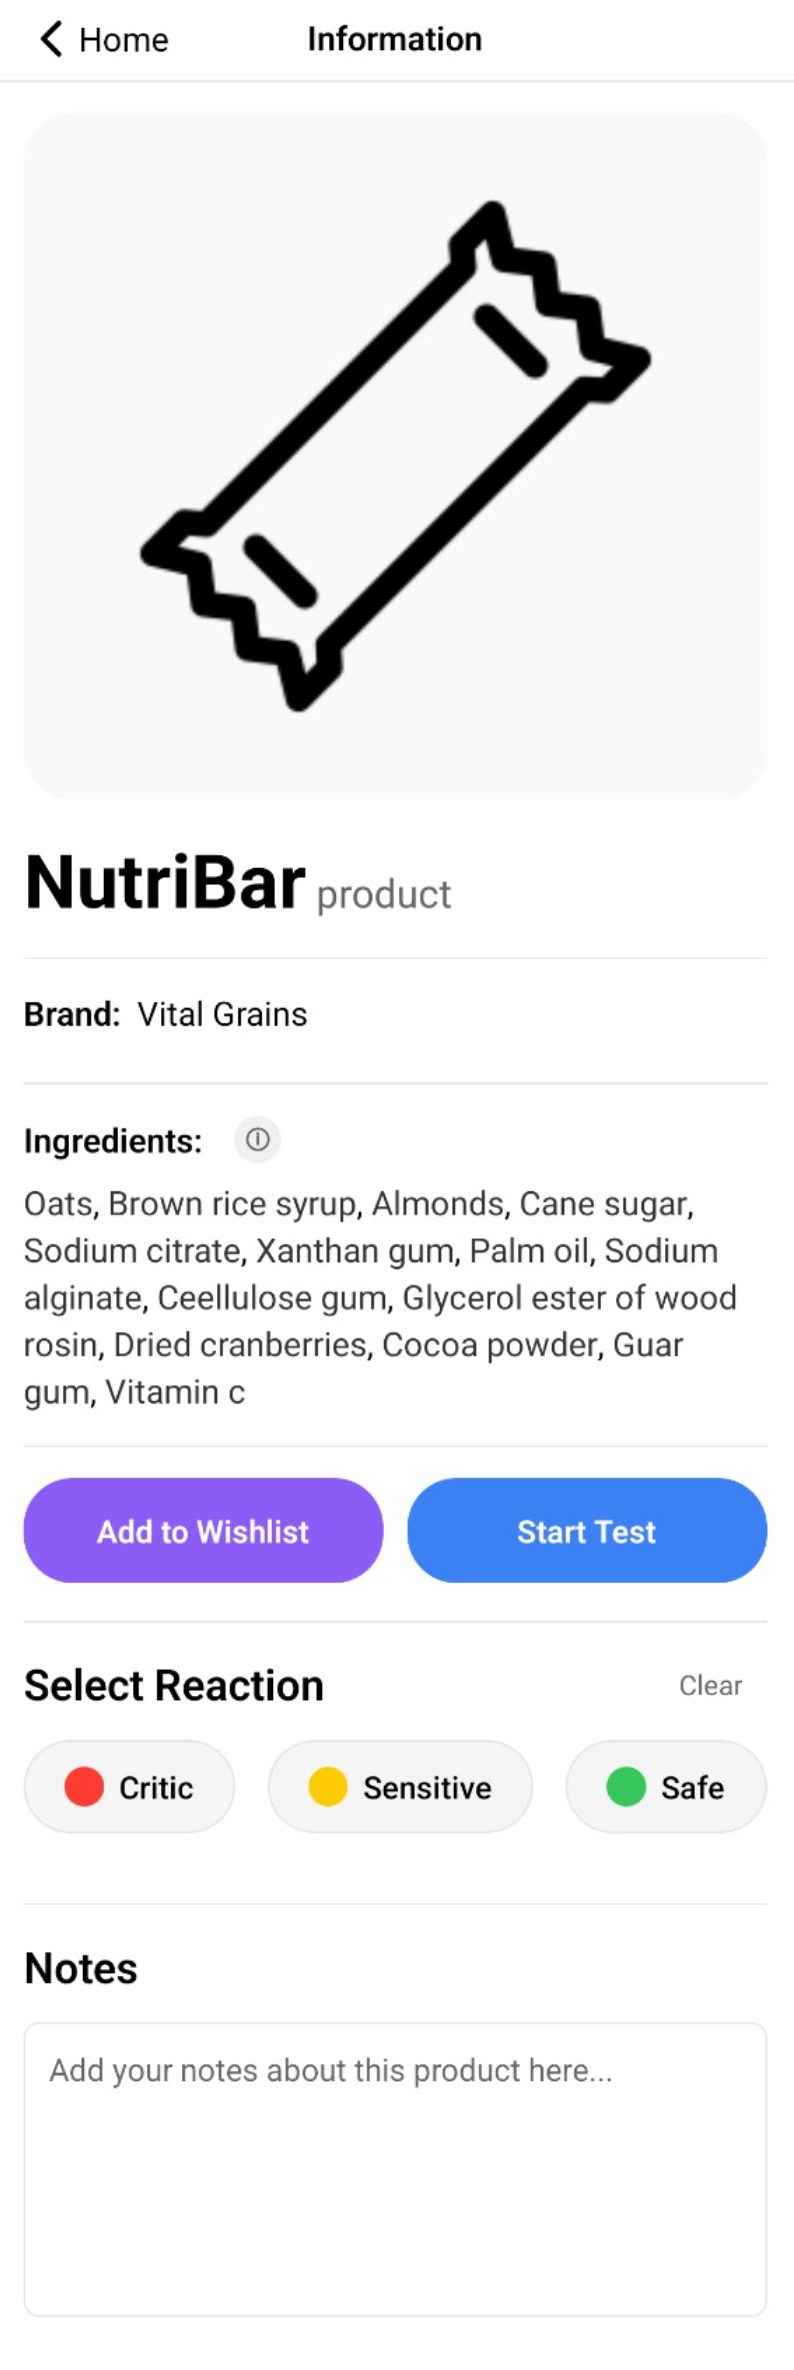 Home
Information
NutriBar product
Brand: Vital Grains
Ingredients:
Oats, Brown rice syrup, Almonds, Cane sugar,
Sodium citrate, Xanthan gum, Palm oil, Sodium
alginate, Ceellulose gum, Glycerol ester of wood
rosin, Dried cranberries, Cocoa powder, Guar
gum, Vitamin c
Add to Wishlist
Start Test
Select Reaction
Clear
Critic
Sensitive
Safe
Notes
Add your notes about this product here...